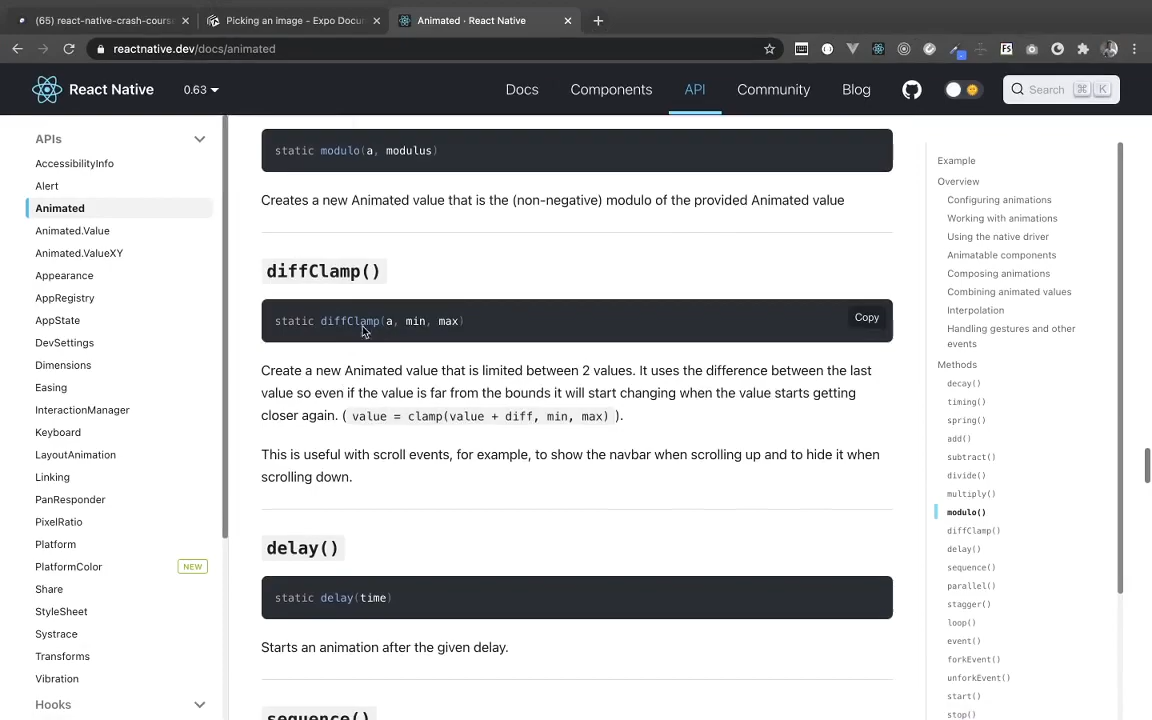 (65) react-native-crash-cours
Picking an image - Expo Docu
Animated · React Native
reactnative.dev/docs/animated
React Native
0.63
Docs
Components
API
Community
Blog
Search
⌘
K
APIs
AccessibilityInfo
Alert
Animated
Animated.Value
Animated.ValueXY
Appearance
AppRegistry
AppState
DevSettings
Dimensions
Easing
InteractionManager
Keyboard
LayoutAnimation
Linking
PanResponder
PixelRatio
Platform
PlatformColor
NEW
Share
StyleSheet
Systrace
Transforms
Vibration
Hooks
static modulo(a, modulus)
Creates a new Animated value that is the (non-negative) modulo of the provided Animated value
diffClamp()
static diffClamp(a, min, max)
Copy
Create a new Animated value that is limited between 2 values. It uses the difference between the last
value so even if the value is far from the bounds it will start changing when the value starts getting
closer again. ( value = clamp(value + diff, min, max) ).
This is useful with scroll events, for example, to show the navbar when scrolling up and to hide it when
scrolling down.
delay()
static delay(time)
Starts an animation after the given delay.
sequence()
Example
Overview
Configuring animations
Working with animations
Using the native driver
Animatable components
Composing animations
Combining animated values
Interpolation
Handling gestures and other
events
Methods
decay()
timing()
spring()
add()
subtract()
divide()
multiply()
modulo()
diffClamp()
delay()
sequence()
parallel()
stagger()
loop()
event()
forkEvent()
unforkEvent()
start()
stop()